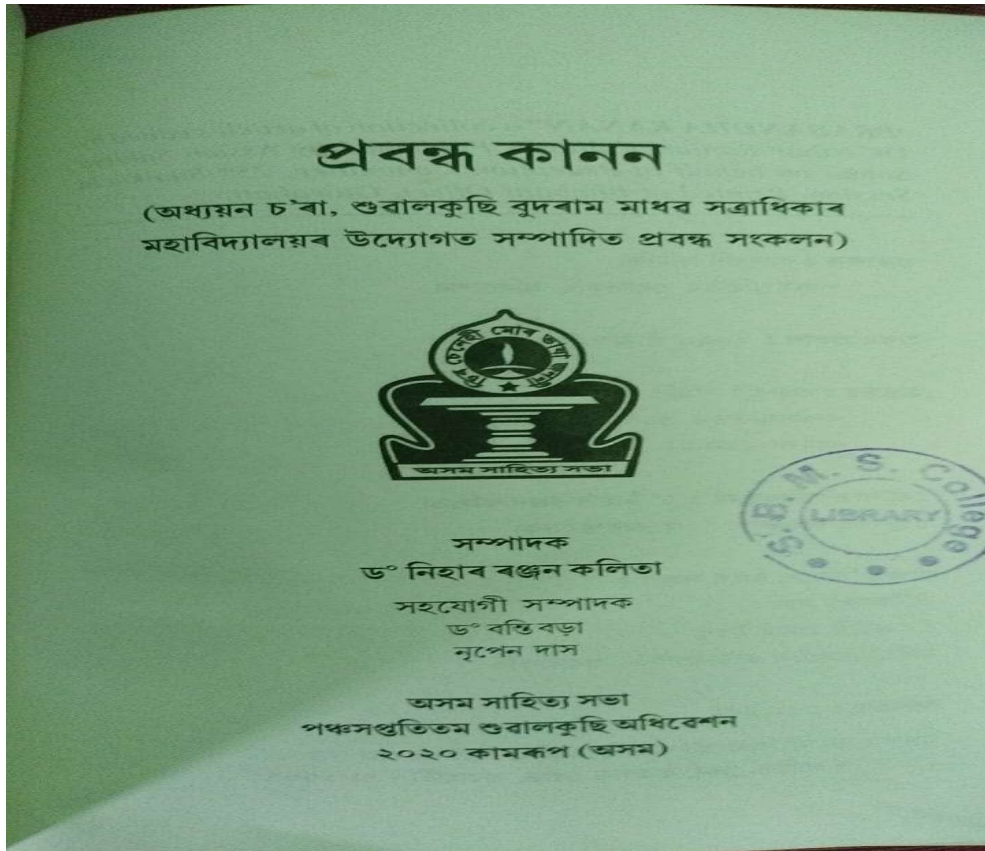 প্ৰবন্ধ কানন
(অধ্যয়ন চ'ৰা, শুৱালকুছি বুদৰাম মাধৱ সত্ৰাধিকাৰ
মহাবিদ্যালয়ৰ উদ্যোগত সম্পাদিত প্ৰবন্ধ সংকলন)
চিৰ চেনেহী মোৰ ভাষা জননী
অসম সাহিত্য সভা
S.B.M.S. College
LIBRARY
সম্পাদক
ড° নিহাৰ ৰঞ্জন কলিতা
সহযোগী সম্পাদক
ড° বন্তি বড়া
নৃপেন দাস
অসম সাহিত্য সভা
পঞ্চসপ্ততিতম শুৱালকুছি অধিৱেশন
২০২০ কামৰূপ (অসম)